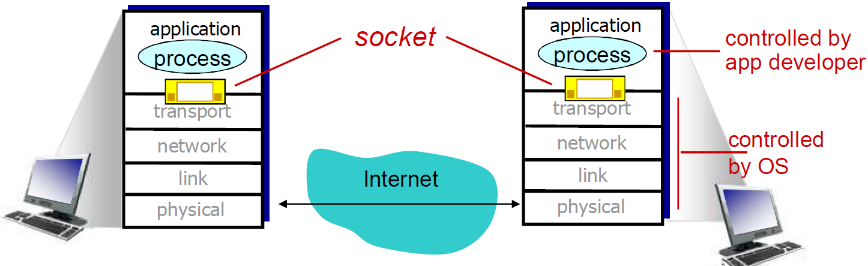 application
process
transport
network
link
physical
socket
Internet
application
process
transport
network
link
physical
controlled by
app developer
controlled
by OS